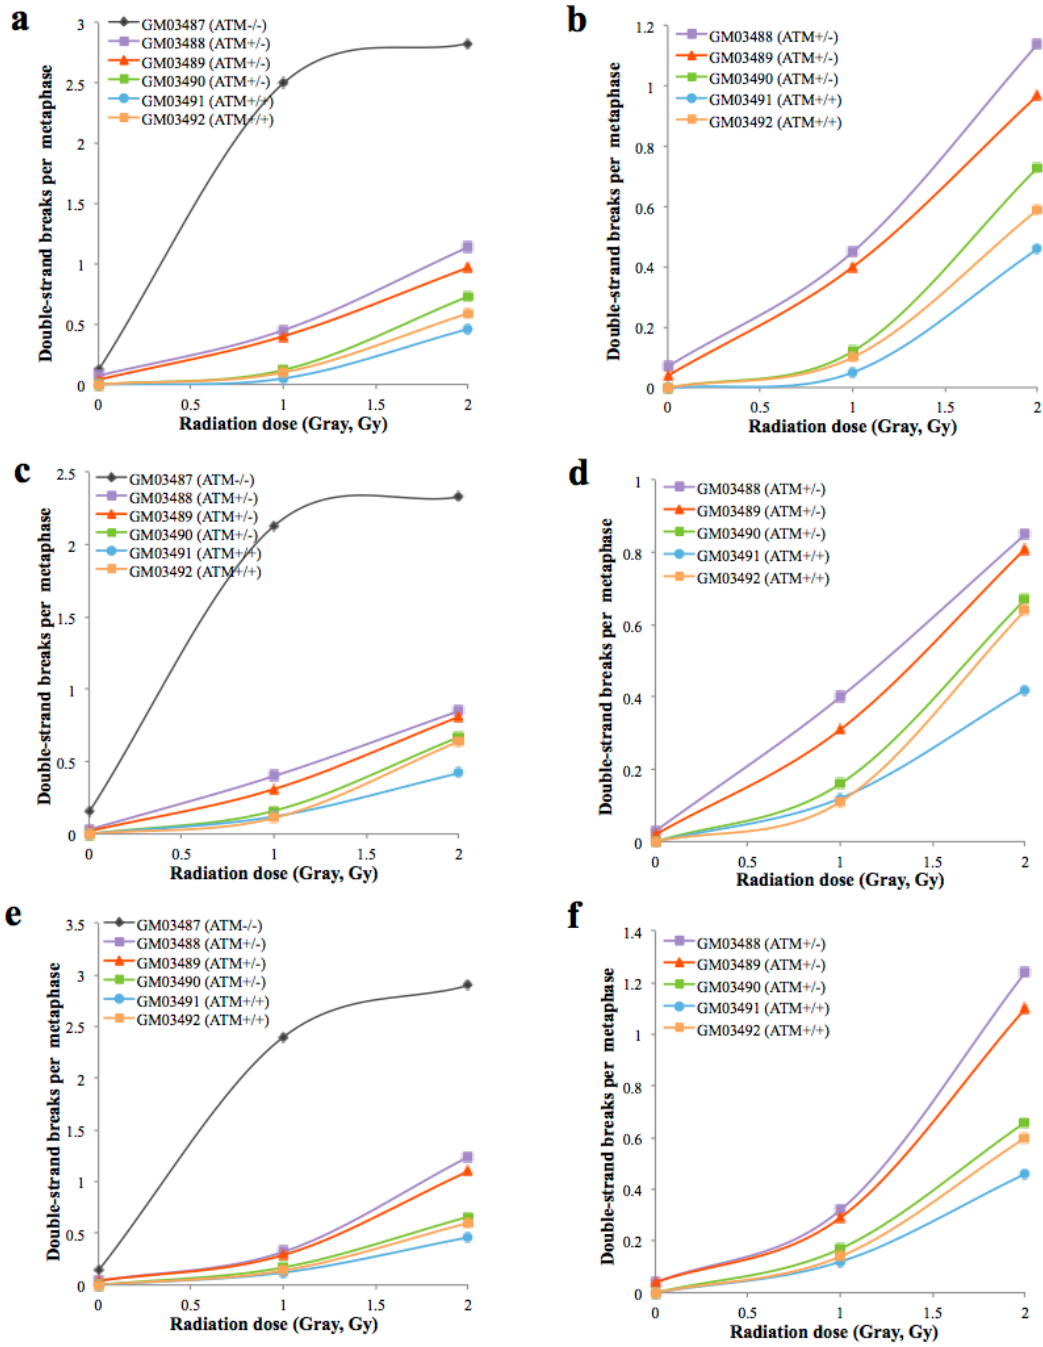 a
3
2.5
2
1.5
1
0.5
0
GM03487 (ATM-/-)
GM03488 (ATM+/-)
GM03489 (ATM+/-)
GM03490 (ATM+/-)
GM03491 (ATM+/+)
GM03492 (ATM+/+)
Double-strand breaks per metaphase
0 0.5 1 1.5 2
Radiation dose (Gray, Gy)
b
1.2
1
0.8
0.6
0.4
0.2
0
GM03488 (ATM+/-)
GM03489 (ATM+/-)
GM03490 (ATM+/-)
GM03491 (ATM+/+)
GM03492 (ATM+/+)
Double-strand breaks per metaphase
0 0.5 1 1.5 2
Radiation dose (Gray, Gy)
c
2.5
2
1.5
1
0.5
0
GM03487 (ATM-/-)
GM03488 (ATM+/-)
GM03489 (ATM+/-)
GM03490 (ATM+/-)
GM03491 (ATM+/+)
GM03492 (ATM+/+)
Double-strand breaks per metaphase
0 0.5 1 1.5 2
Radiation dose (Gray, Gy)
d
1
0.8
0.6
0.4
0.2
0
GM03488 (ATM+/-)
GM03489 (ATM+/-)
GM03490 (ATM+/-)
GM03491 (ATM+/+)
GM03492 (ATM+/+)
Double-strand breaks per metaphase
0 0.5 1 1.5 2
Radiation dose (Gray, Gy)
e
3.5
3
2.5
2
1.5
1
0.5
0
GM03487 (ATM-/-)
GM03488 (ATM+/-)
GM03489 (ATM+/-)
GM03490 (ATM+/-)
GM03491 (ATM+/+)
GM03492 (ATM+/+)
Double-strand breaks per metaphase
0 0.5 1 1.5 2
Radiation dose (Gray, Gy)
f
1.4
1.2
1
0.8
0.6
0.4
0.2
0
GM03488 (ATM+/-)
GM03489 (ATM+/-)
GM03490 (ATM+/-)
GM03491 (ATM+/+)
GM03492 (ATM+/+)
Double-strand breaks per metaphase
0 0.5 1 1.5 2
Radiation dose (Gray, Gy)